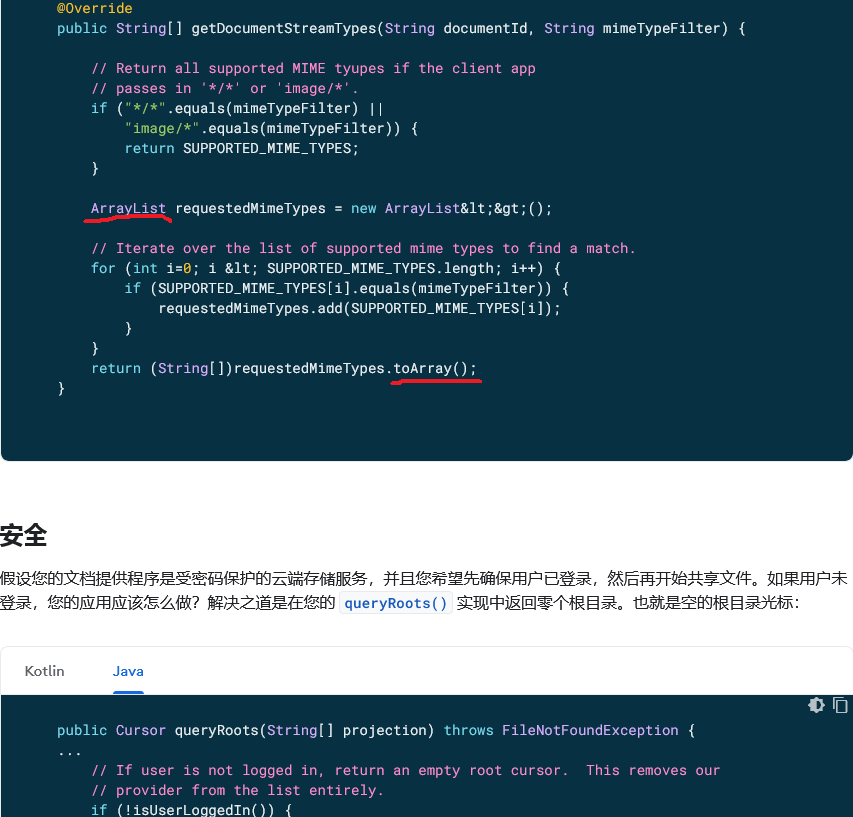 @Override
public String[] getDocumentStreamTypes(String documentId, String mimeTypeFilter) {
// Return all supported MIME tyupes if the client app
// passes in '*/*' or 'image/*'.
if ("*/*".equals(mimeTypeFilter) ||
"image/*".equals(mimeTypeFilter)) {
return SUPPORTED_MIME_TYPES;
}
ArrayList requestedMimeTypes = new ArrayList&lt;&gt;();
// Iterate over the list of supported mime types to find a match.
for (int i=0; i &lt; SUPPORTED_MIME_TYPES.length; i++) {
if (SUPPORTED_MIME_TYPES[i].equals(mimeTypeFilter)) {
requestedMimeTypes.add(SUPPORTED_MIME_TYPES[i]);
}
}
return (String[])requestedMimeTypes.toArray();
}
安全
假设您的文档提供程序是受密码保护的云端存储服务，并且您希望先确保用户已登录，然后再开始共享文件。如果用户未
登录，您的应用应该怎么做？解决之道是在您的 queryRoots() 实现中返回零个根目录。也就是空的根目录光标：
Kotlin
Java
public Cursor queryRoots(String[] projection) throws FileNotFoundException {
...
// If user is not logged in, return an empty root cursor.  This removes our
// provider from the list entirely.
if (!isUserLoggedIn()) {